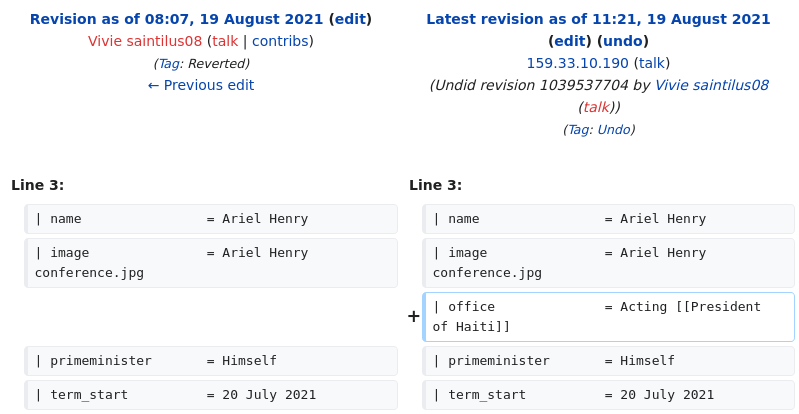 Revision as of 08:07, 19 August 2021 (edit)
Vivie saintilus08 (talk | contribs)
(Tag: Reverted)
← Previous edit
Latest revision as of 11:21, 19 August 2021
(edit) (undo)
159.33.10.190 (talk)
(Undid revision 1039537704 by Vivie saintilus08
(talk))
(Tag: Undo)
Line 3:
Line 3:
| name = Ariel Henry
| name = Ariel Henry
| image = Ariel Henry
conference.jpg
| image = Ariel Henry
conference.jpg
+ | office = Acting [[President
of Haiti]]
| primeminister = Himself
| primeminister = Himself
| term_start = 20 July 2021
| term_start = 20 July 2021